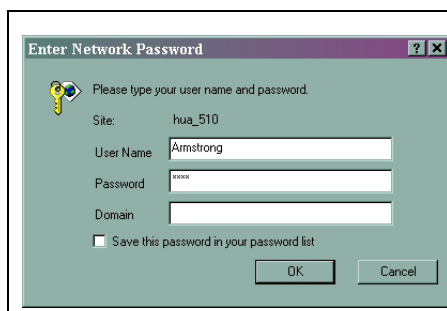 Enter Network Password
Please type your user name and password.
Site: hua_510
User Name Armstrong
Password ****
Domain
Save this password in your password list
OK Cancel